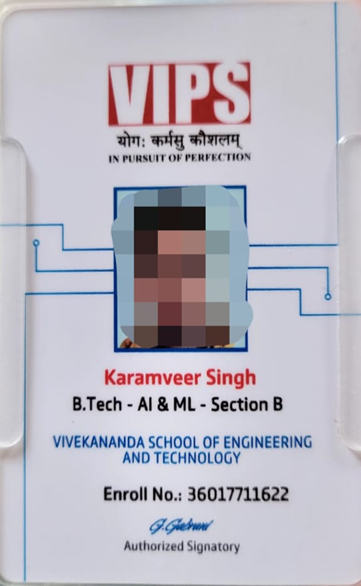 VIPS
योगः कर्मसु कौशलम्
IN PURSUIT OF PERFECTION
Karamveer Singh
B.Tech - AI & ML - Section B
VIVEKANANDA SCHOOL OF ENGINEERING
AND TECHNOLOGY
Enroll No.: 36017711622
Authorized Signatory